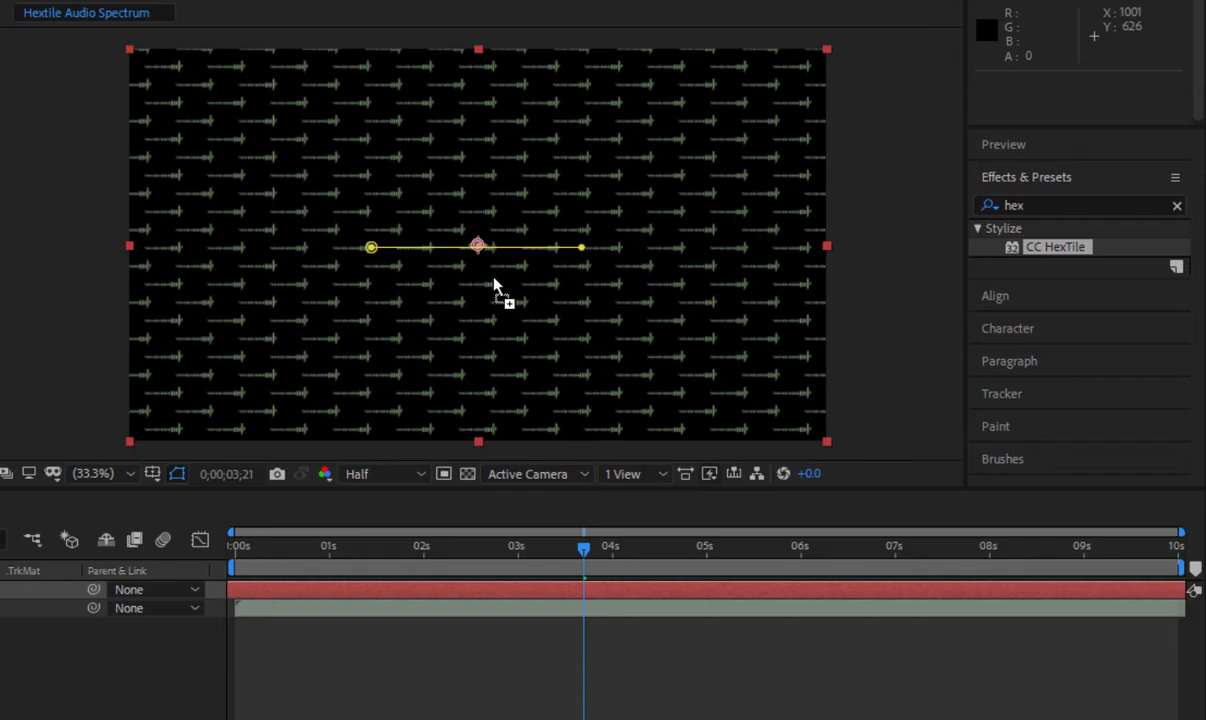 Hextile Audio Spectrum
R :
G :
B :
A : 0
X : 1001
Y : 626
Preview
Effects & Presets
hex
Stylize
32 CC HexTile
Align
Character
Paragraph
Tracker
Paint
Brushes
(33.3%) 0;00;03;21 Half Active Camera 1 View +0.0
:00s 01s 02s 03s 04s 05s 06s 07s 08s 09s 10s
.TrkMat Parent & Link
None
None